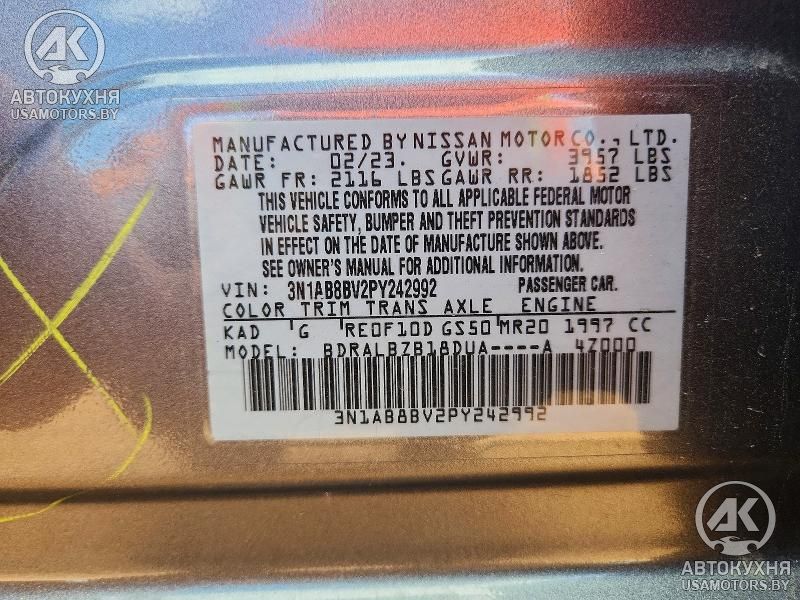 AK
АВТОКУХНЯ
USAMOTORS.BY
MANUFACTURED BY NISSAN MOTOR CO., LTD.
DATE: 02/23. GVWR: 3957 LBS
GAWR FR: 2116 LBS GAWR RR: 1852 LBS
THIS VEHICLE CONFORMS TO ALL APPLICABLE FEDERAL MOTOR
VEHICLE SAFETY, BUMPER AND THEFT PREVENTION STANDARDS
IN EFFECT ON THE DATE OF MANUFACTURE SHOWN ABOVE.
SEE OWNER'S MANUAL FOR ADDITIONAL INFORMATION.
VIN: 3N1AB8BV2PY242992 PASSENGER CAR.
COLOR TRIM TRANS AXLE ENGINE
KAD G RE0F10D GS50 MR20 1997 CC
MODEL: BDRALBZB18DUA----A 4Z000
3N1AB8BV2PY242992
AK
АВТОКУХНЯ
USAMOTORS.BY